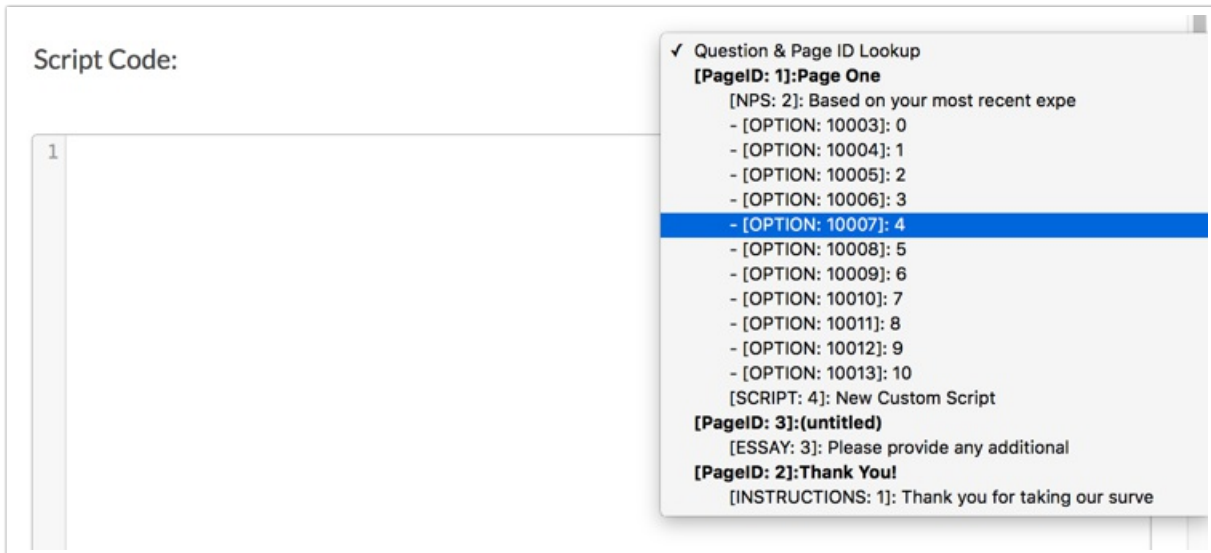 Script Code:
✓ Question & Page ID Lookup
[PageID: 1]:Page One
[NPS: 2]: Based on your most recent expe
- [OPTION: 10003]: 0
- [OPTION: 10004]: 1
- [OPTION: 10005]: 2
- [OPTION: 10006]: 3
- [OPTION: 10007]: 4
- [OPTION: 10008]: 5
- [OPTION: 10009]: 6
- [OPTION: 10010]: 7
- [OPTION: 10011]: 8
- [OPTION: 10012]: 9
- [OPTION: 10013]: 10
[SCRIPT: 4]: New Custom Script
[PageID: 3]:(untitled)
[ESSAY: 3]: Please provide any additional
[PageID: 2]:Thank You!
[INSTRUCTIONS: 1]: Thank you for taking our surve
1